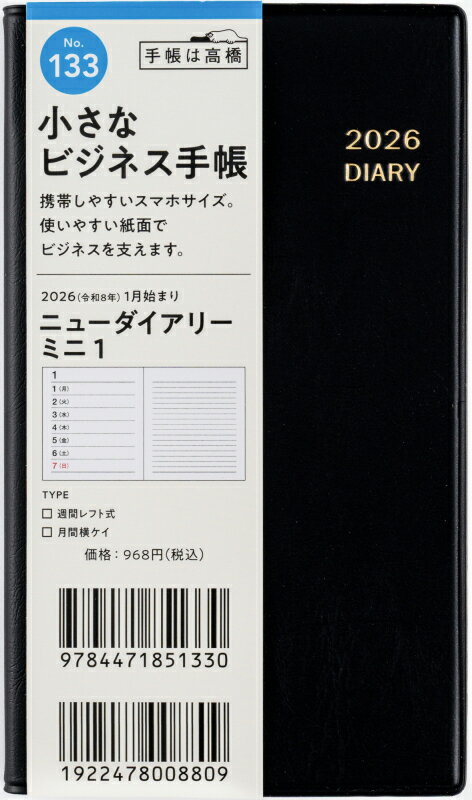 No.
133
手帳は高橋
小さな
ビジネス手帳
携帯しやすいスマホサイズ。
使いやすい紙面で
ビジネスを支えます。
2026(令和8年) 1月始まり
ニューダイアリー
ミニ 1
1
1 (月)
2 (火)
3 (水)
4 (木)
5 (金)
6 (土)
7 (日)
TYPE
□ 週間レフト式
□ 月間横ケイ
価格：968円(税込)
9784471851330
1922478008809
2026
DIARY